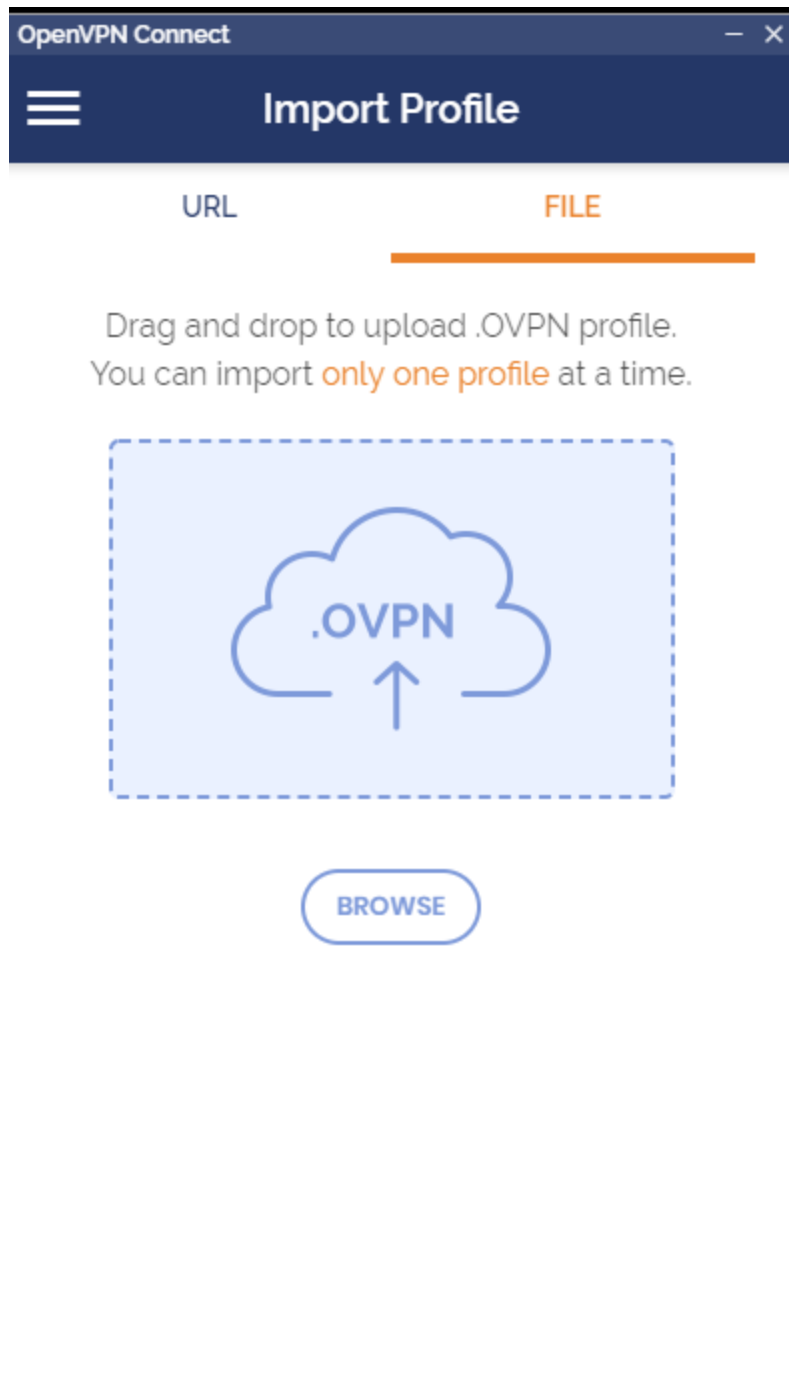 OpenVPN Connect
Import Profile
URL
FILE
Drag and drop to upload .OVPN profile.
You can import only one profile at a time.
.OVPN
BROWSE